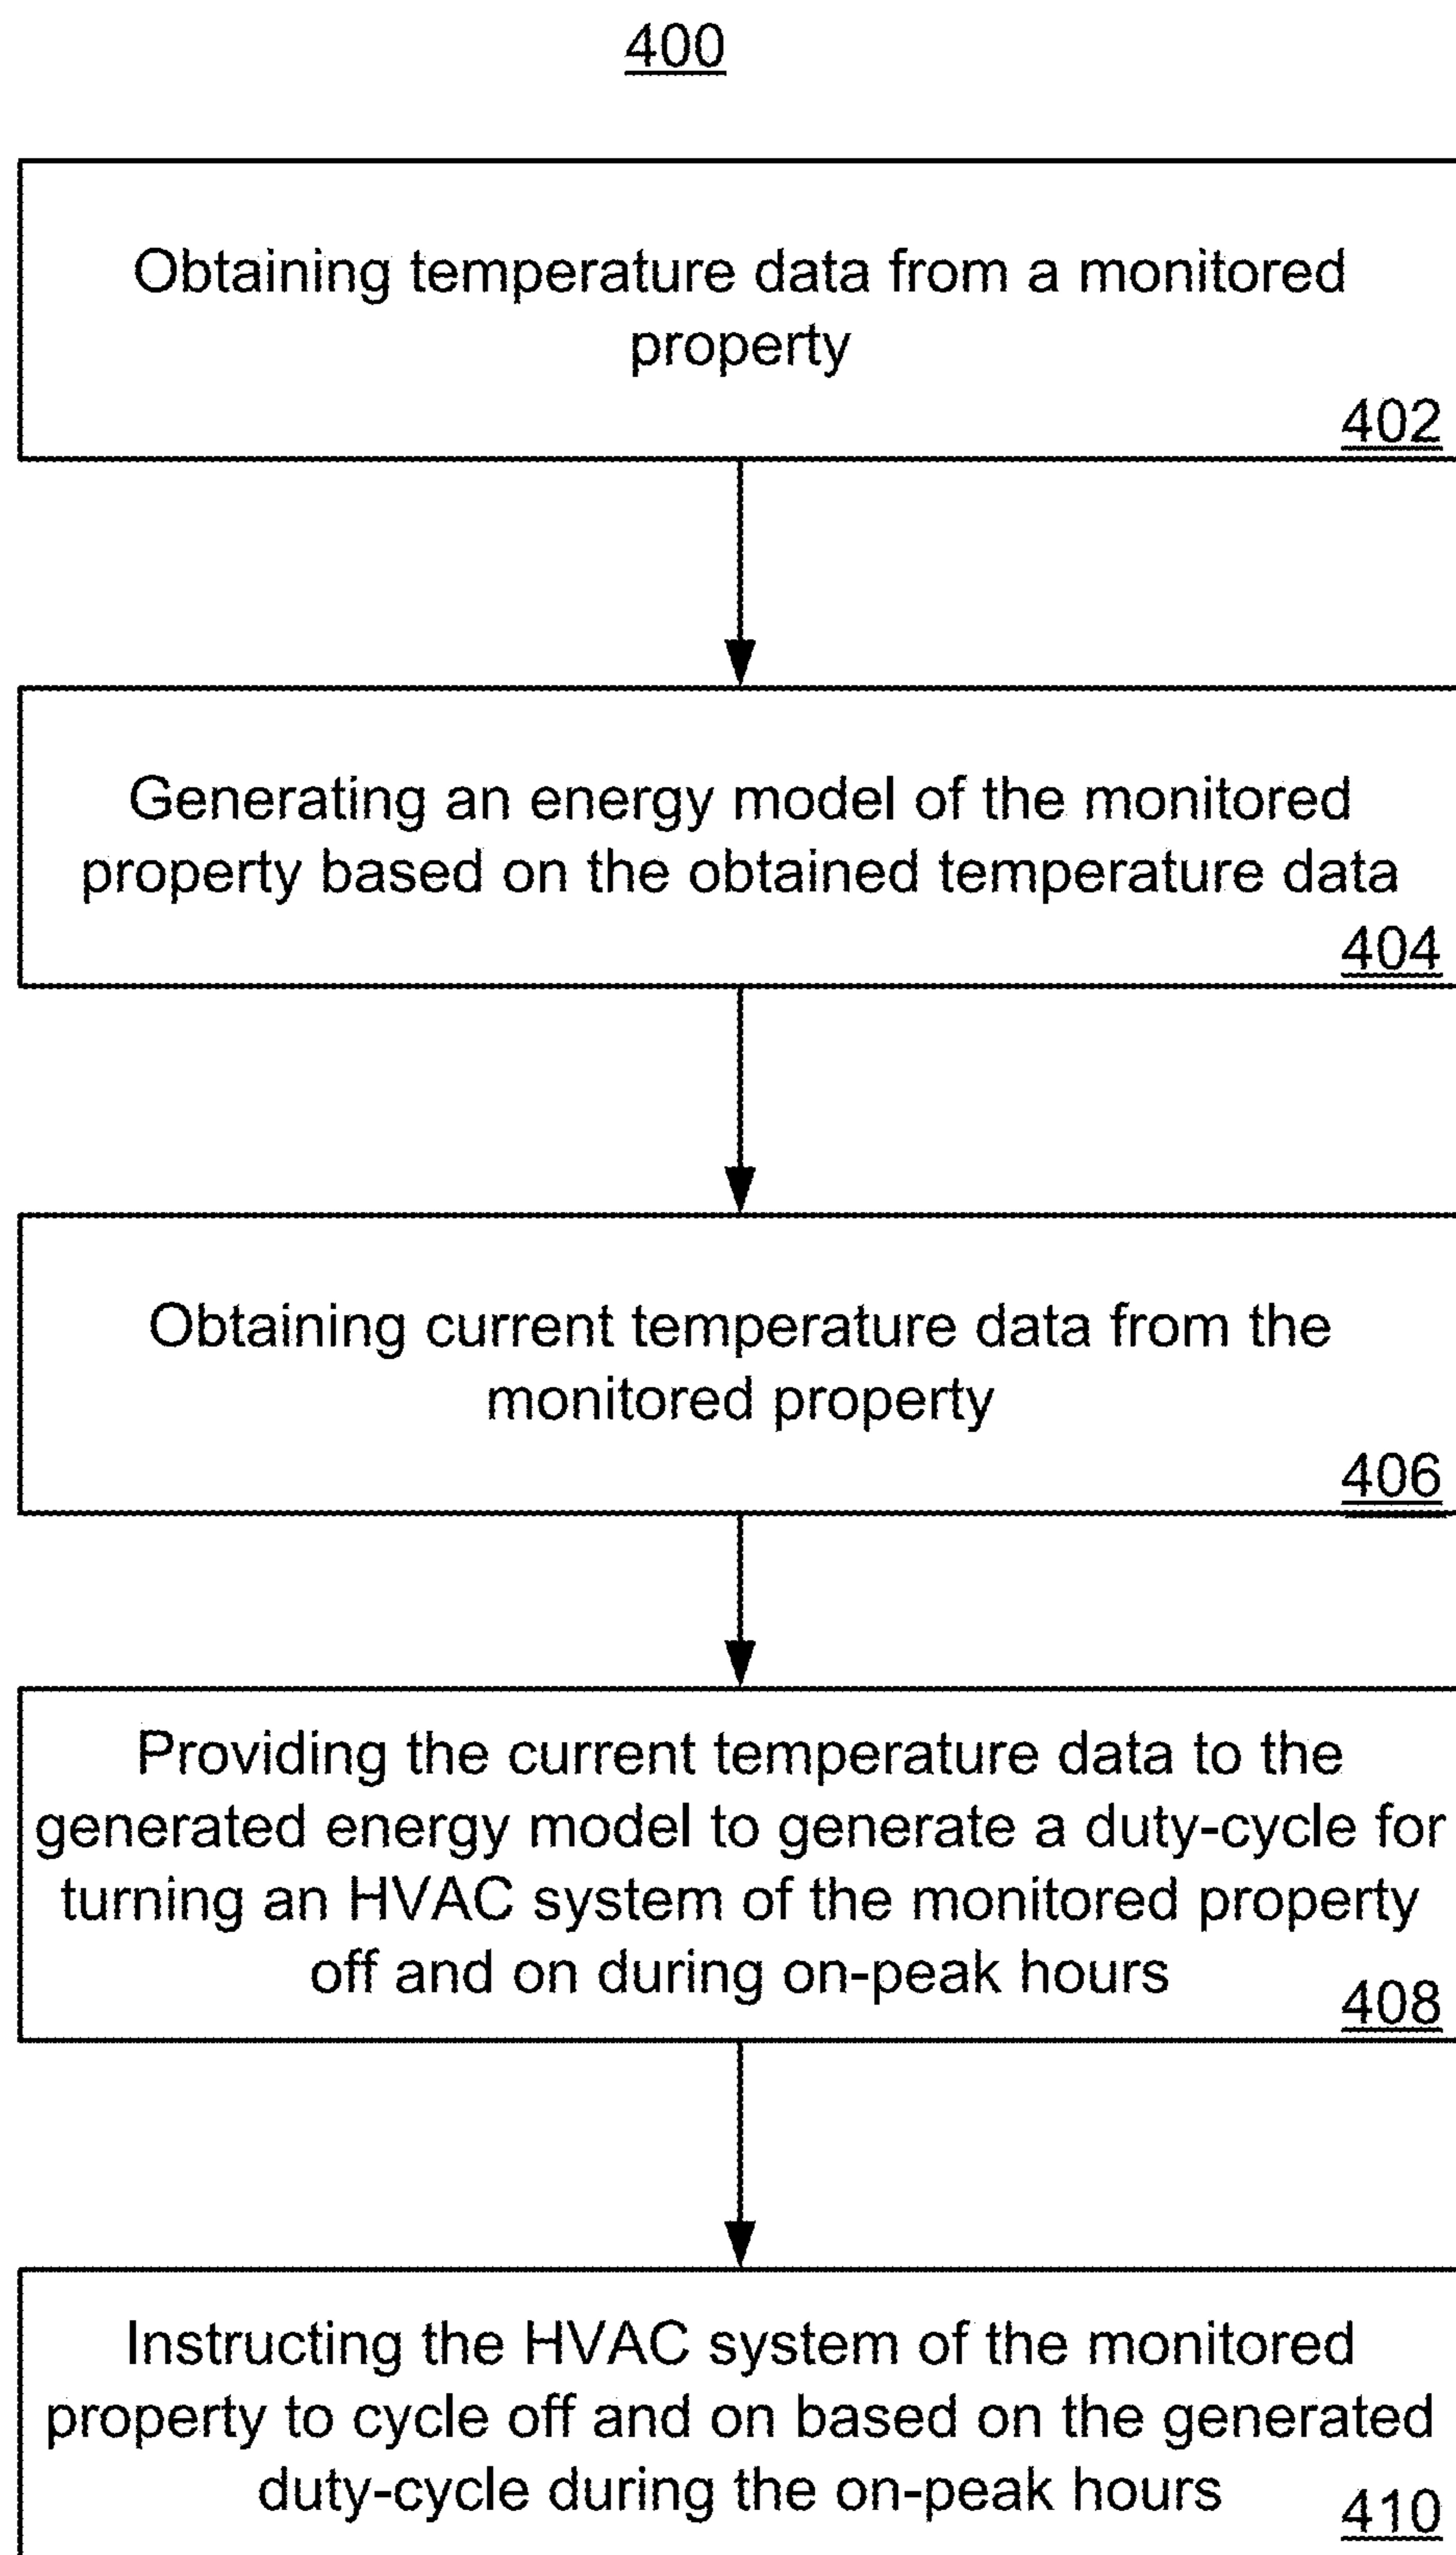 400
Obtaining temperature data from a monitored
property
402
Generating an energy model of the monitored
property based on the obtained temperature data
404
Obtaining current temperature data from the
monitored property
406
Providing the current temperature data to the
generated energy model to generate a duty-cycle for
turning an HVAC system of the monitored property
off and on during on-peak hours
408
Instructing the HVAC system of the monitored
property to cycle off and on based on the generated
duty-cycle during the on-peak hours
410